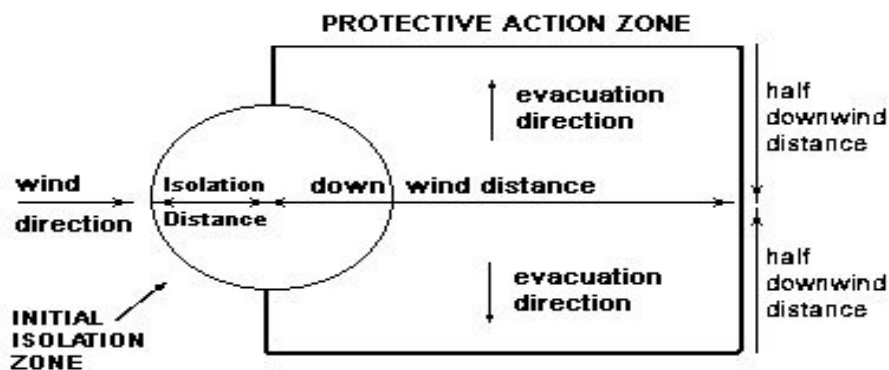 PROTECTIVE ACTION ZONE
evacuation
direction
half
downwind
distance
wind
direction
Isolation
Distance
down wind distance
evacuation
direction
half
downwind
distance
INITIAL
ISOLATION
ZONE